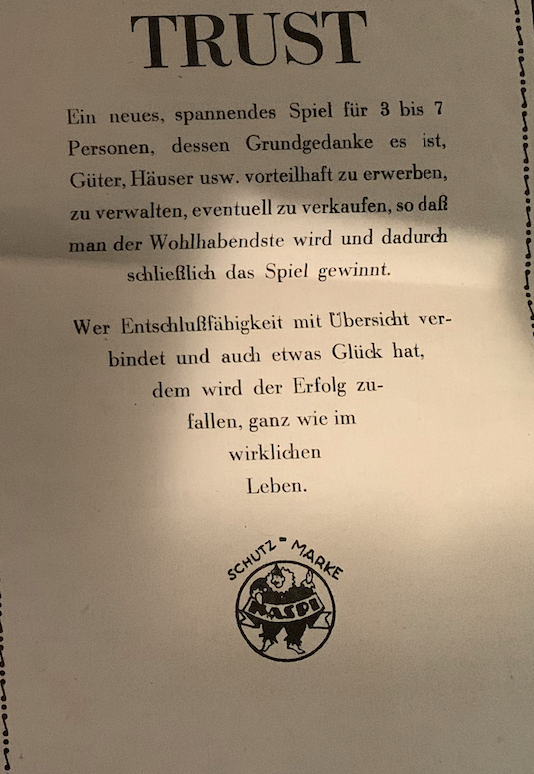 TRUST
Ein neues, spannendes Spiel für 3 bis 7
Personen, dessen Grundgedanke es ist,
Güter, Häuser usw. vorteilhaft zu erwerben,
zu verwalten, eventuell zu verkaufen, so daß
man der Wohlhabendste wird und dadurch
schließlich das Spiel gewinnt.
Wer Entschlußfähigkeit mit Übersicht ver-
bindet und auch etwas Glück hat,
dem wird der Erfolg zu-
fallen, ganz wie im
wirklichen
Leben.
SCHUTZ-MARKE